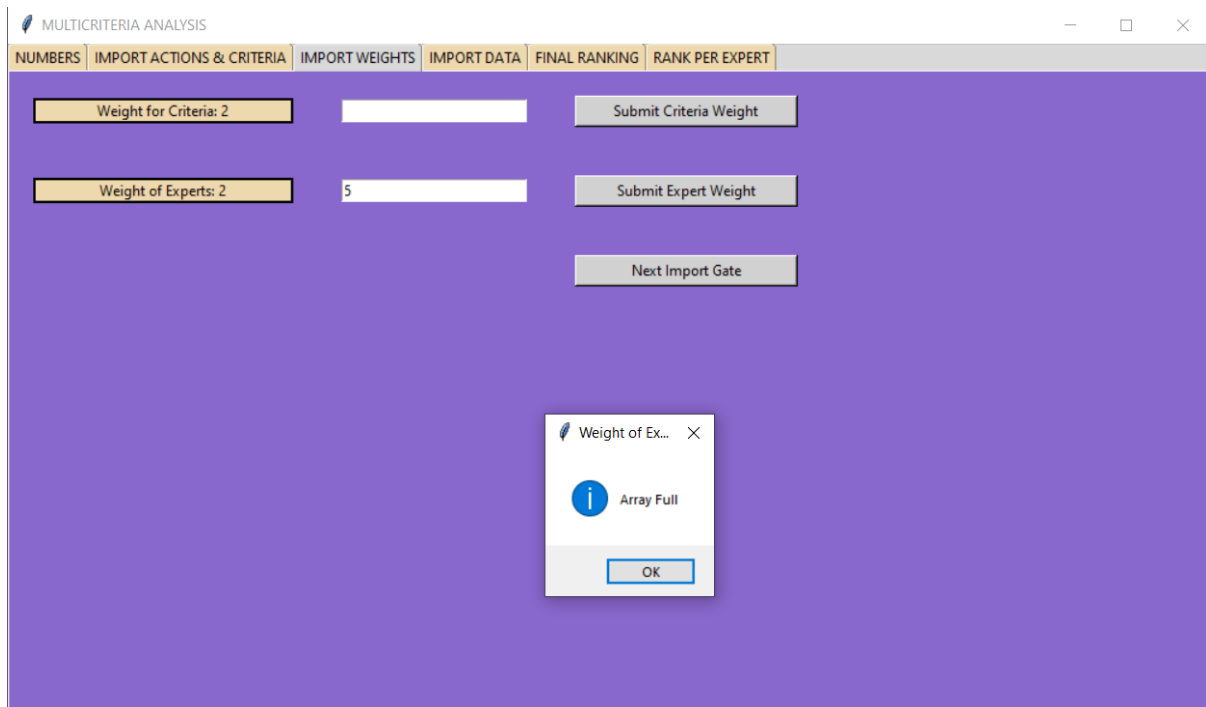 MULTICRITERIA ANALYSIS
NUMBERS IMPORT ACTIONS & CRITERIA IMPORT WEIGHTS IMPORT DATA FINAL RANKING RANK PER EXPERT
Weight for Criteria: 2 Submit Criteria Weight
Weight of Experts: 2 5 Submit Expert Weight
Next Import Gate
Weight of Ex...
Array Full
OK